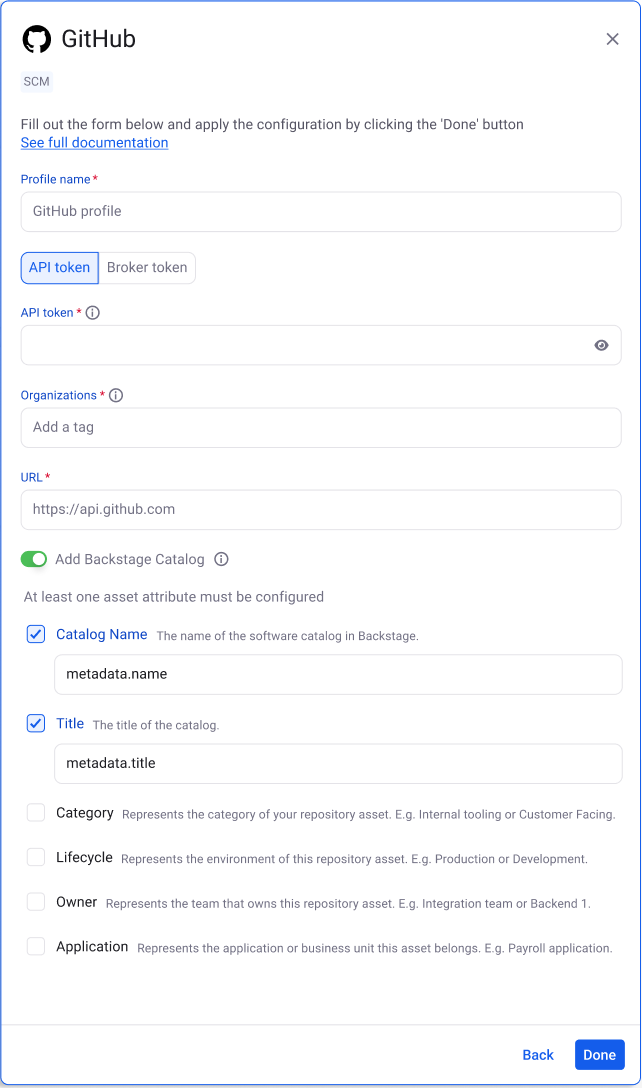 GitHub
SCM
Fill out the form below and apply the configuration by clicking the 'Done' button
See full documentation
Profile name*
GitHub profile
API token Broker token
API token *
Organizations *
Add a tag
URL*
https://api.github.com
Add Backstage Catalog
At least one asset attribute must be configured
Catalog Name The name of the software catalog in Backstage.
metadata.name
Title The title of the catalog.
metadata.title
Category Represents the category of your repository asset. E.g. Internal tooling or Customer Facing.
Lifecycle Represents the environment of this repository asset. E.g. Production or Development.
Owner Represents the team that owns this repository asset. E.g. Integration team or Backend 1.
Application Represents the application or business unit this asset belongs. E.g. Payroll application.
Back Done